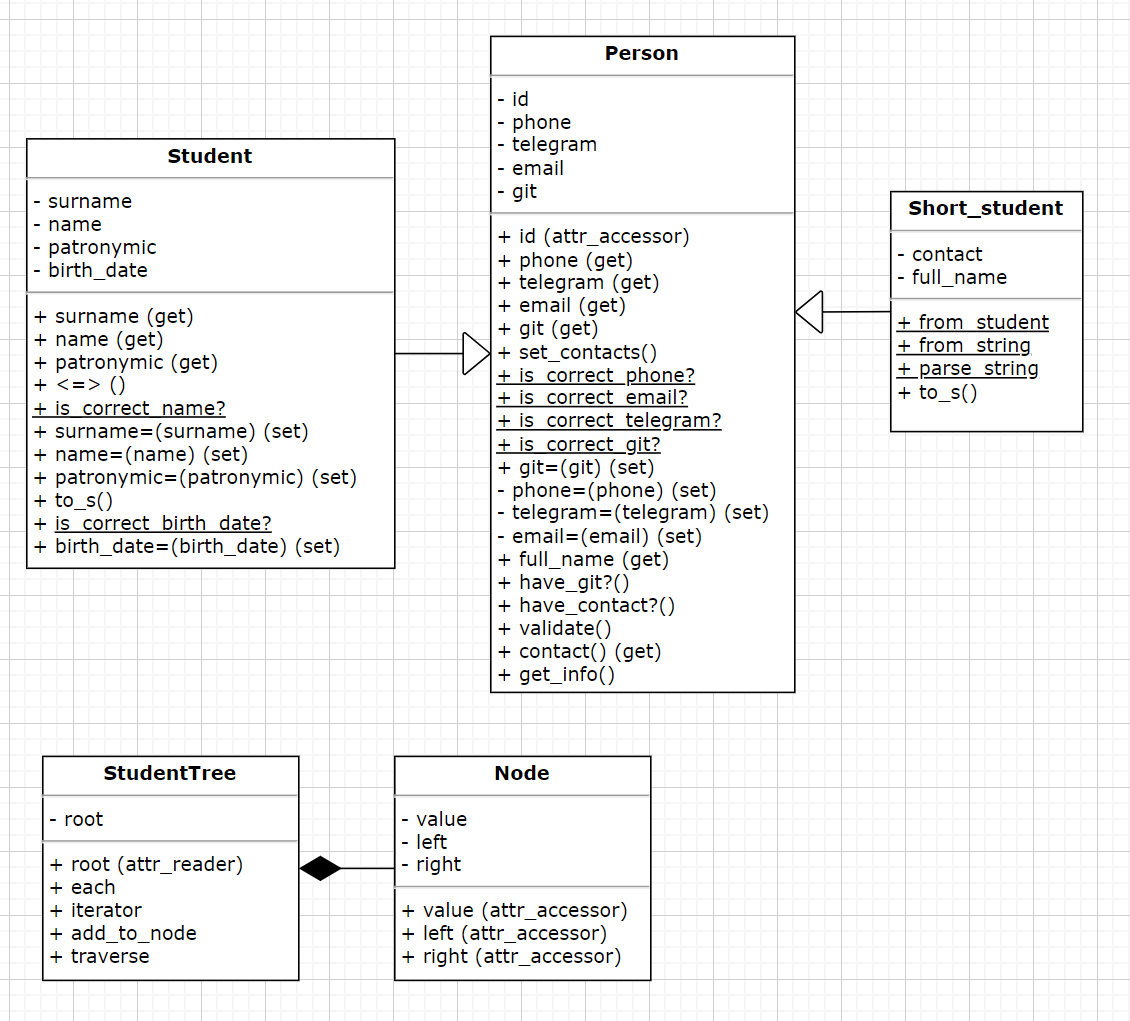 Person
- id
- phone
- telegram
- email
- git
+ id (attr_accessor)
+ phone (get)
+ telegram (get)
+ email (get)
+ git (get)
+ set_contacts()
+ is_correct_phone?
+ is_correct_email?
+ is_correct_telegram?
+ is_correct_git?
+ git=(git) (set)
- phone=(phone) (set)
- telegram=(telegram) (set)
- email=(email) (set)
+ full_name (get)
+ have_git?()
+ have_contact?()
+ validate()
+ contact() (get)
+ get_info()
Student
- surname
- name
- patronymic
- birth_date
+ surname (get)
+ name (get)
+ patronymic (get)
+ <=> ()
+ is_correct_name?
+ surname=(surname) (set)
+ name=(name) (set)
+ patronymic=(patronymic) (set)
+ to_s()
+ is_correct_birth_date?
+ birth_date=(birth_date) (set)
Short_student
- contact
- full_name
+ from_student
+ from_string
+ parse_string
+ to_s()
StudentTree
- root
+ root (attr_reader)
+ each
+ iterator
+ add_to_node
+ traverse
Node
- value
- left
- right
+ value (attr_accessor)
+ left (attr_accessor)
+ right (attr_accessor)